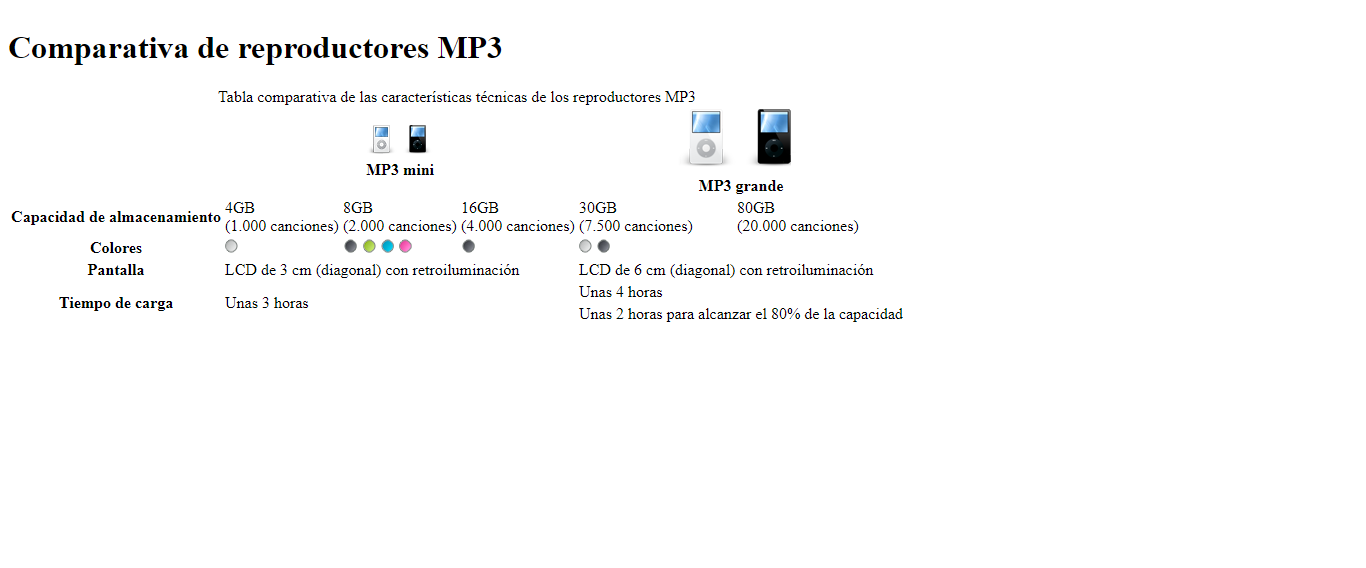 Comparativa de reproductores MP3
Tabla comparativa de las características técnicas de los reproductores MP3
MP3 mini
MP3 grande
Capacidad de almacenamiento
4GB
(1.000 canciones)
8GB
(2.000 canciones)
16GB
(4.000 canciones)
30GB
(7.500 canciones)
80GB
(20.000 canciones)
Colores
Pantalla
LCD de 3 cm (diagonal) con retroiluminación
LCD de 6 cm (diagonal) con retroiluminación
Tiempo de carga
Unas 3 horas
Unas 4 horas
Unas 2 horas para alcanzar el 80% de la capacidad